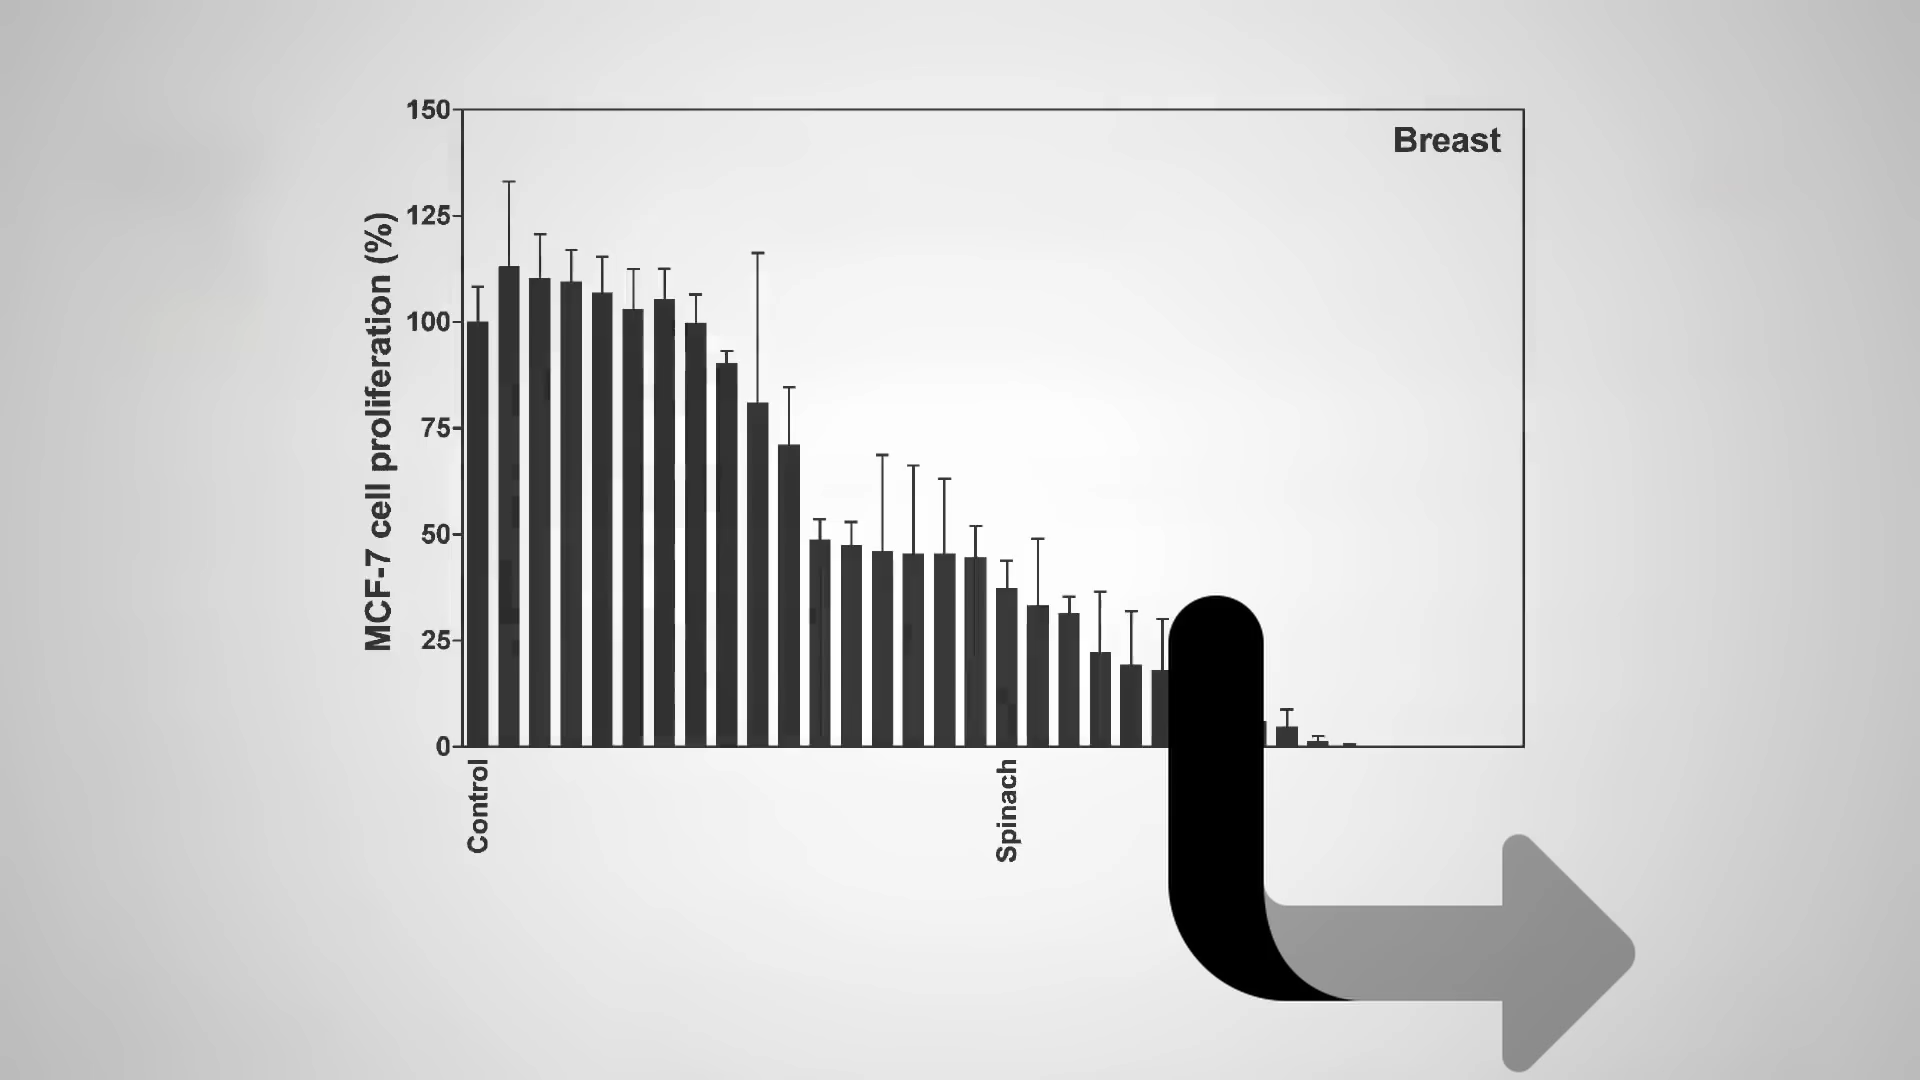 Breast
MCF-7 cell proliferation (%)
150
125
100
75
50
25
0
Control
Spinach